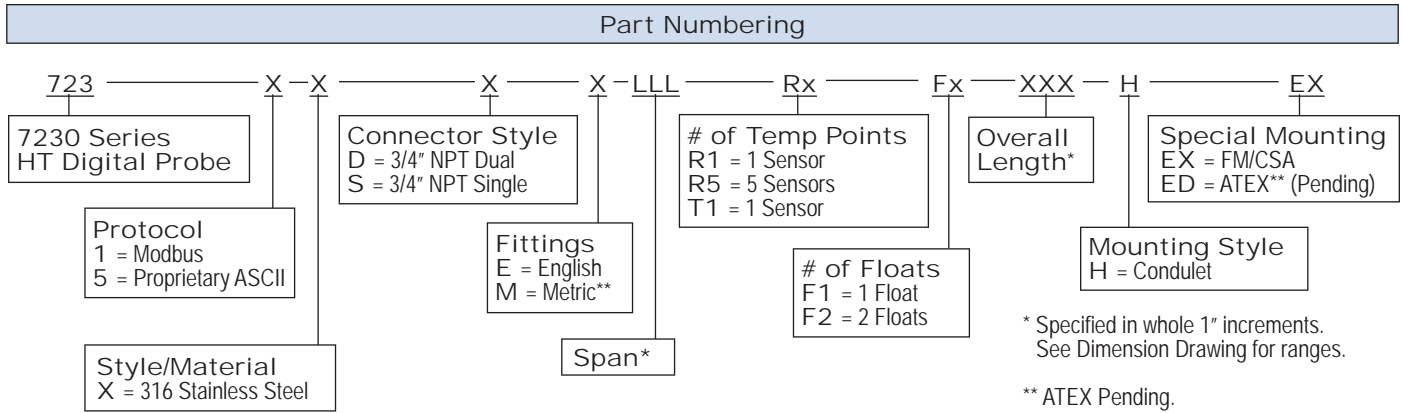 Part Numbering
723 X X X X LLL Rx Fx XXX H EX
7230 Series
HT Digital Probe
Connector Style
D = 3/4" NPT Dual
S = 3/4" NPT Single
# of Temp Points
R1 = 1 Sensor
R5 = 5 Sensors
T1 = 1 Sensor
Overall
Length*
Special Mounting
EX = FM/CSA
ED = ATEX** (Pending)
Protocol
1 = Modbus
5 = Proprietary ASCII
Fittings
E = English
M = Metric**
# of Floats
F1 = 1 Float
F2 = 2 Floats
Mounting Style
H = Condulet
Style/Material
X = 316 Stainless Steel
Span*
* Specified in whole 1" increments.
See Dimension Drawing for ranges.
** ATEX Pending.